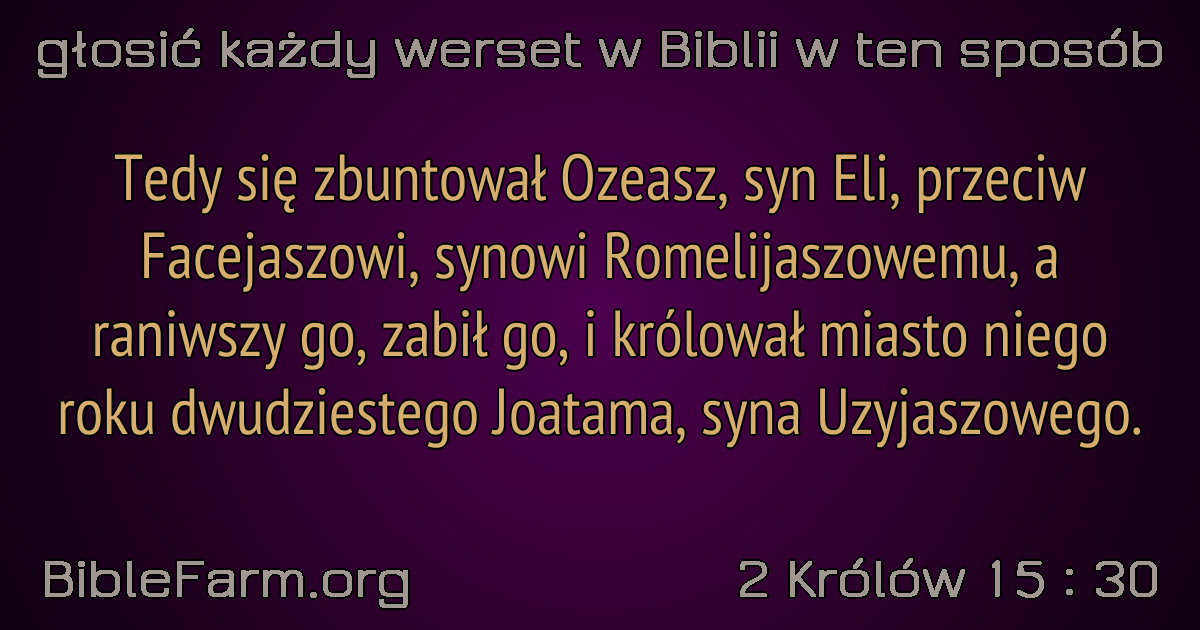 głosić każdy werset w Biblii w ten sposób
Tedy się zbuntował Ozeasz, syn Eli, przeciw
Facejaszowi, synowi Romelijaszowemu, a
raniwszy go, zabił go, i królował miasto niego
roku dwudziestego Joatama, syna Uzyjaszowego.
BibleFarm.org
2 Królów 15 : 30